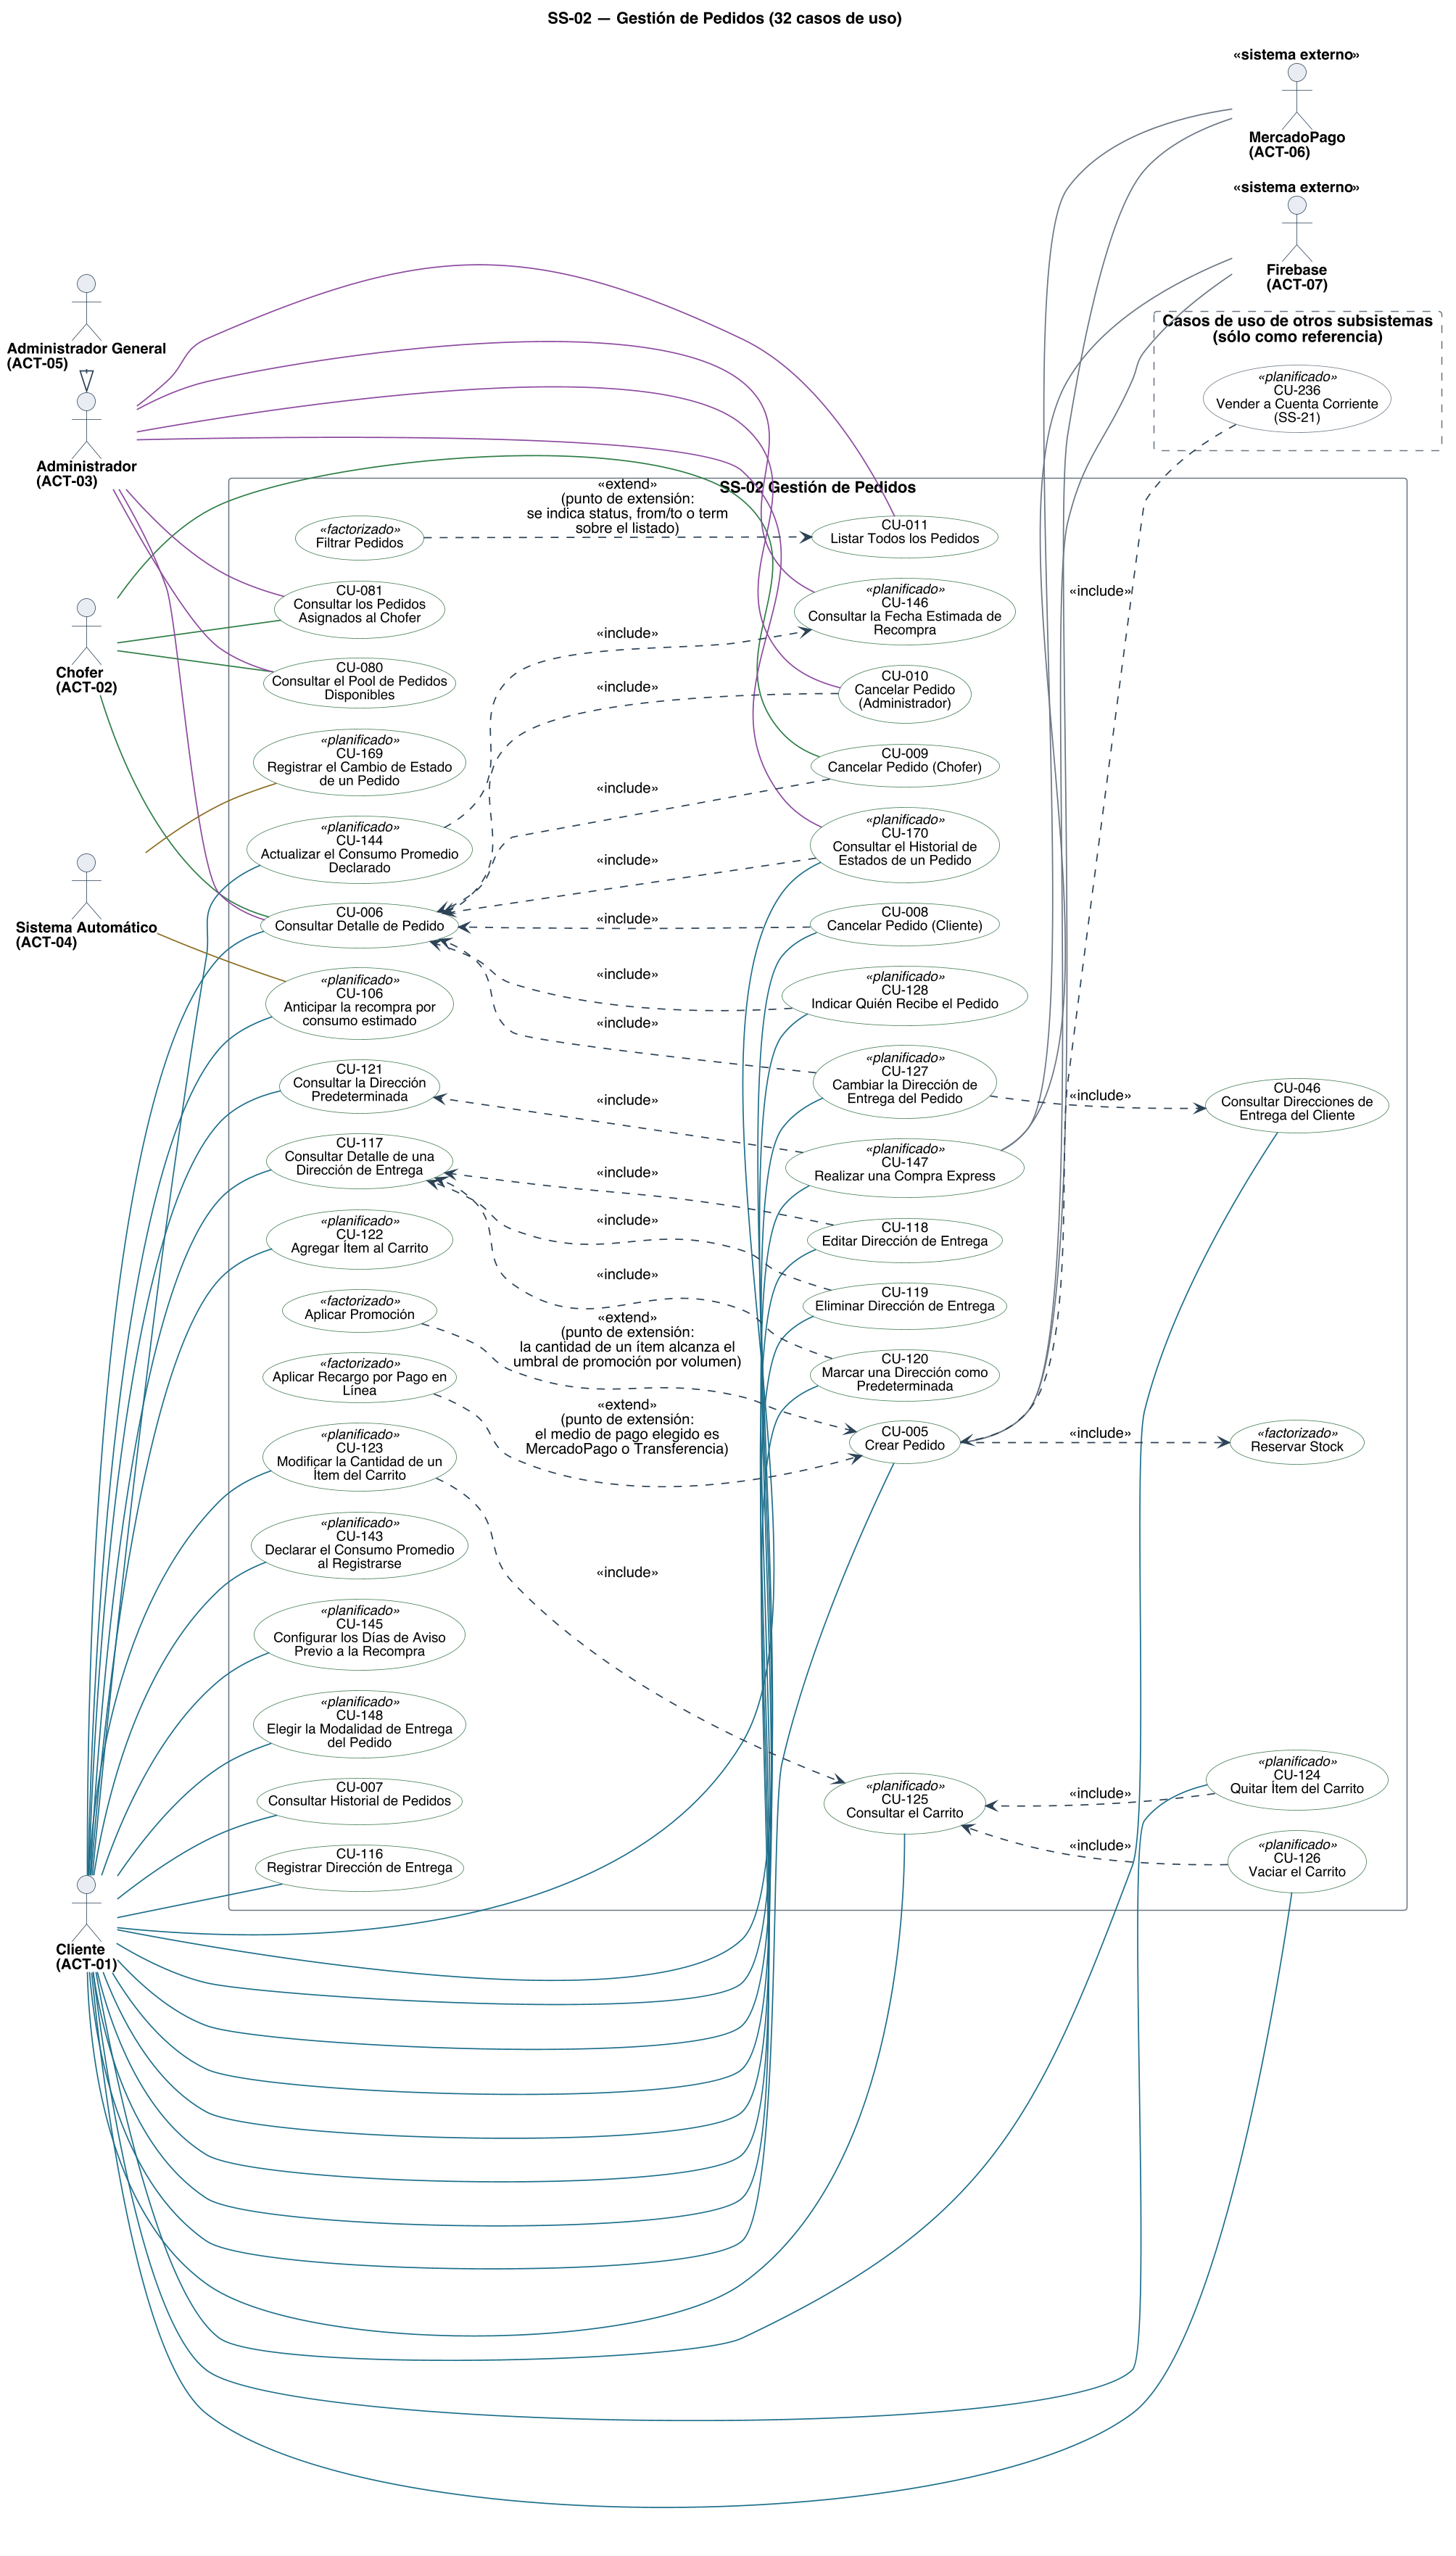 SS-02 — Gestión de Pedidos (32 casos de uso)
«sistema externo»
MercadoPago
(ACT-06)
«sistema externo»
Firebase
(ACT-07)
Administrador General
(ACT-05)
Administrador
(ACT-03)
Chofer
(ACT-02)
Sistema Automático
(ACT-04)
Cliente
(ACT-01)
Casos de uso de otros subsistemas
(sólo como referencia)
«planificado»
CU-236
Vender a Cuenta Corriente
(SS-21)
SS-02 Gestión de Pedidos
«factorizado»
Filtrar Pedidos
CU-081
Consultar los Pedidos
Asignados al Chofer
CU-080
Consultar el Pool de Pedidos
Disponibles
«planificado»
CU-169
Registrar el Cambio de Estado
de un Pedido
«planificado»
CU-144
Actualizar el Consumo Promedio
Declarado
CU-006
Consultar Detalle de Pedido
«planificado»
CU-106
Anticipar la recompra por
consumo estimado
CU-121
Consultar la Dirección
Predeterminada
CU-117
Consultar Detalle de una
Dirección de Entrega
«planificado»
CU-122
Agregar Ítem al Carrito
«factorizado»
Aplicar Promoción
«factorizado»
Aplicar Recargo por Pago en
Línea
«planificado»
CU-123
Modificar la Cantidad de un
Ítem del Carrito
«planificado»
CU-143
Declarar el Consumo Promedio
al Registrarse
«planificado»
CU-145
Configurar los Días de Aviso
Previo a la Recompra
«planificado»
CU-148
Elegir la Modalidad de Entrega
del Pedido
CU-007
Consultar Historial de Pedidos
CU-116
Registrar Dirección de Entrega
«extend»
(punto de extensión:
se indica status, from/to o term
sobre el listado)
«include»
«include»
«include»
«include»
«include»
«include»
«include»
«include»
«include»
«include»
«include»
«extend»
(punto de extensión:
la cantidad de un ítem alcanza el
umbral de promoción por volumen)
«extend»
(punto de extensión:
el medio de pago elegido es
MercadoPago o Transferencia)
«include»
CU-011
Listar Todos los Pedidos
«planificado»
CU-146
Consultar la Fecha Estimada de
Recompra
CU-010
Cancelar Pedido
(Administrador)
CU-009
Cancelar Pedido (Chofer)
«planificado»
CU-170
Consultar el Historial de
Estados de un Pedido
CU-008
Cancelar Pedido (Cliente)
«planificado»
CU-128
Indicar Quién Recibe el Pedido
«planificado»
CU-127
Cambiar la Dirección de
Entrega del Pedido
«planificado»
CU-147
Realizar una Compra Express
CU-118
Editar Dirección de Entrega
CU-119
Eliminar Dirección de Entrega
CU-120
Marcar una Dirección como
Predeterminada
CU-005
Crear Pedido
«planificado»
CU-125
Consultar el Carrito
«include»
«include»
«include»
«include»
«include»
CU-046
Consultar Direcciones de
Entrega del Cliente
«factorizado»
Reservar Stock
«planificado»
CU-124
Quitar Ítem del Carrito
«planificado»
CU-126
Vaciar el Carrito